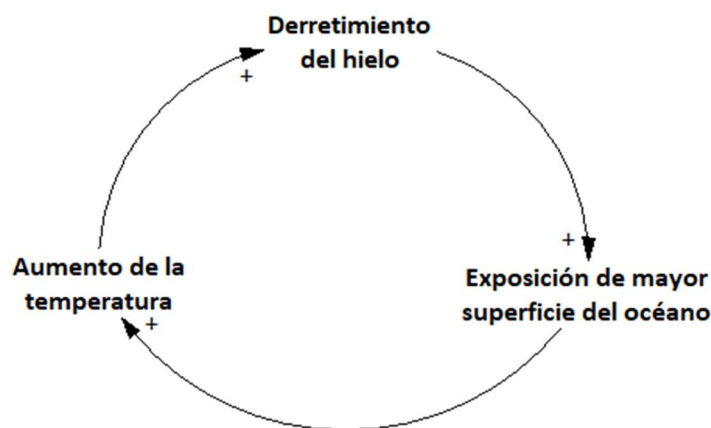 Derretimiento
del hielo
+
+
Aumento de la
temperatura
+
Exposición de mayor
superficie del océano